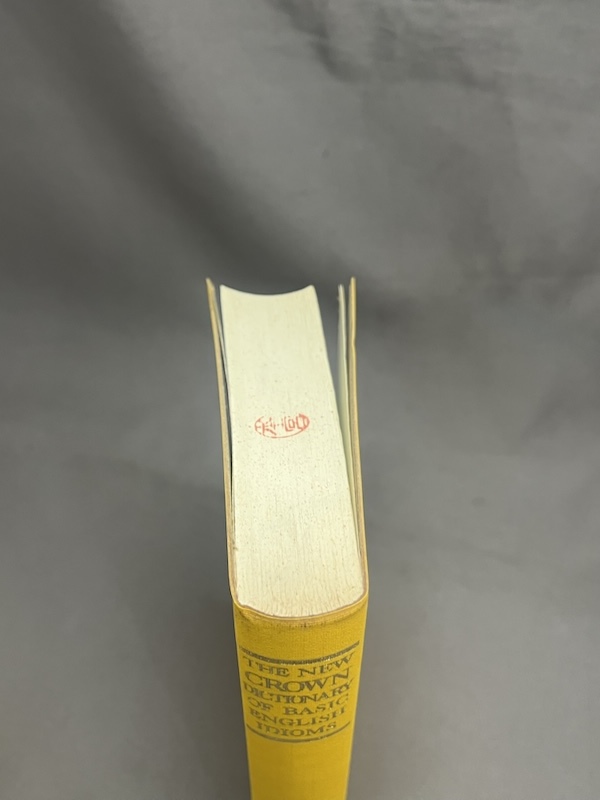 THE NEW
CROWN
DICTIONARY
OF BASIC
ENGLISH
IDIOMS